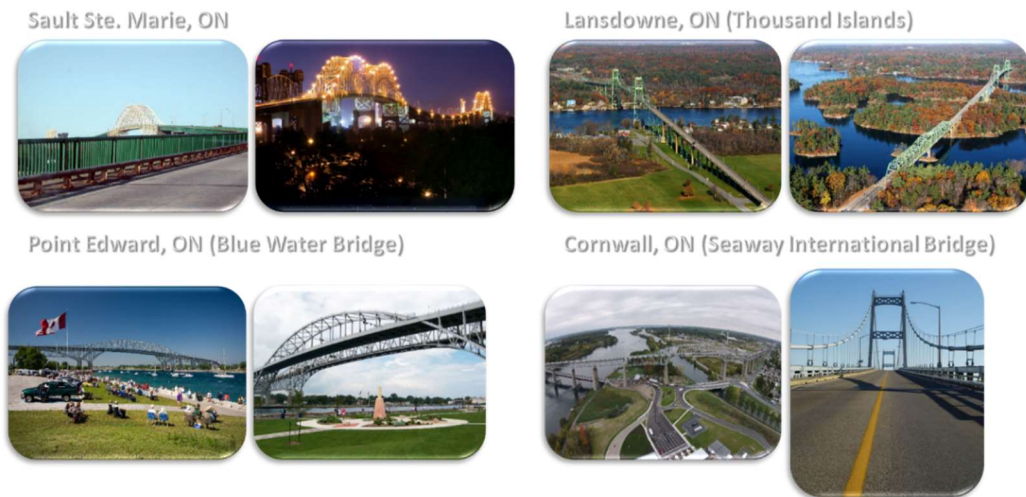 Sault Ste. Marie, ON
Lansdowne, ON (Thousand Islands)
Point Edward, ON (Blue Water Bridge)
Cornwall, ON (Seaway International Bridge)